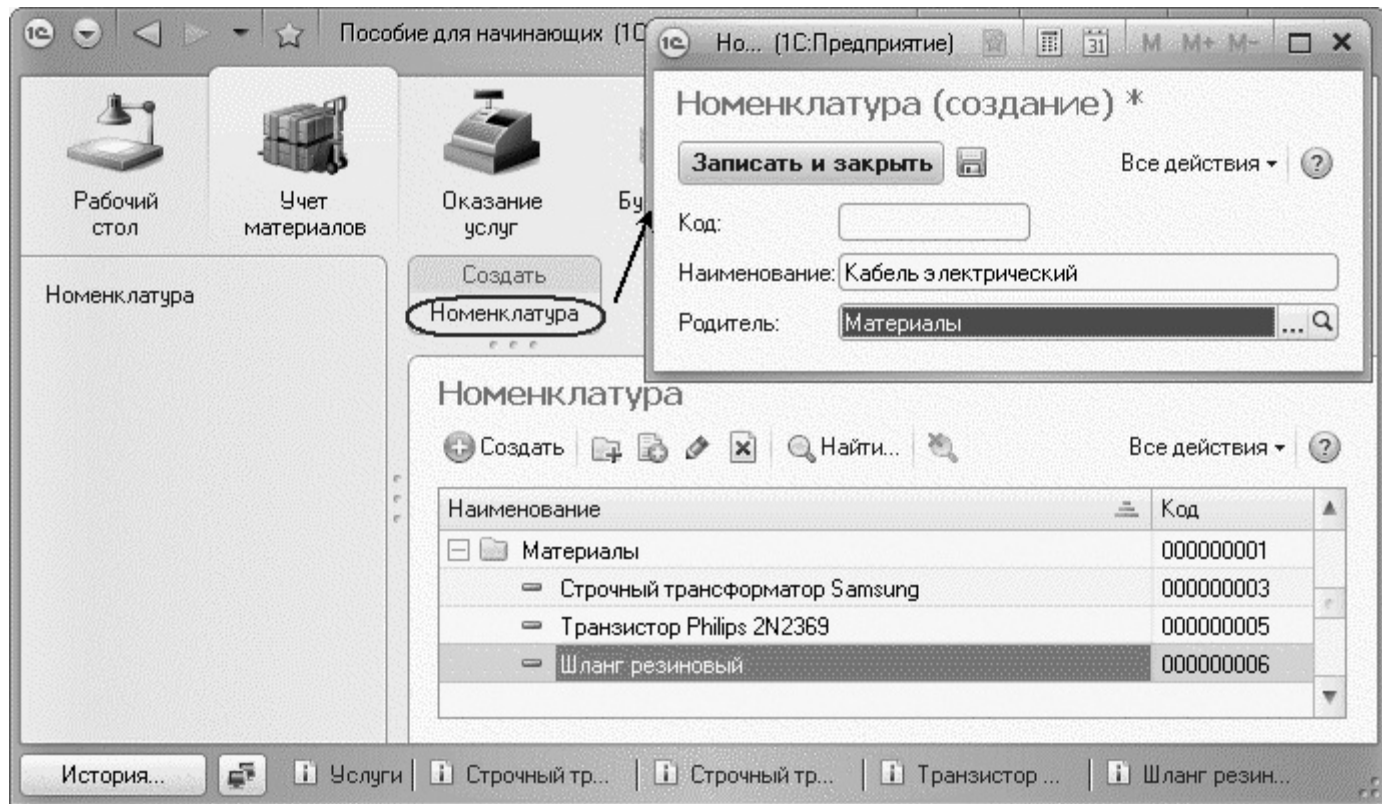 Пособие для начинающих (1С
Но... (1С:Предприятие)
31
M M+ M-
Номенклатура (создание) *
Записать и закрыть
Все действия
?
Код:
Наименование: Кабель электрический
Родитель: Материалы ...
Рабочий стол
Учет материалов
Оказание услуг
Бу
Номенклатура
Создать
Номенклатура
Номенклатура
Создать
Найти...
Все действия
?
Наименование Код
Материалы 000000001
Строчный трансформатор Samsung 000000003
Транзистор Philips 2N2369 000000005
Шланг резиновый 000000006
История...
Услуги
Строчный тр...
Строчный тр...
Транзистор ...
Шланг резин...